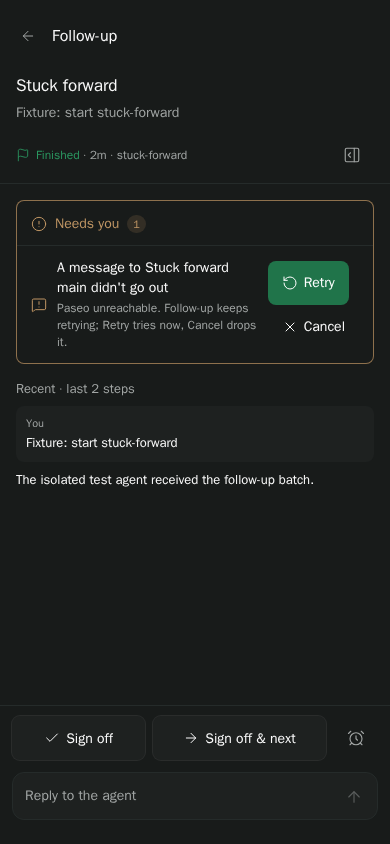 Follow-up
Stuck forward
Fixture: start stuck-forward
Finished · 2m · stuck-forward
Needs you 1
A message to Stuck forward
main didn't go out
Paseo unreachable. Follow-up keeps
retrying; Retry tries now, Cancel drops
it.
Retry
Cancel
Recent · last 2 steps
You
Fixture: start stuck-forward
The isolated test agent received the follow-up batch.
Sign off
Sign off & next
Reply to the agent